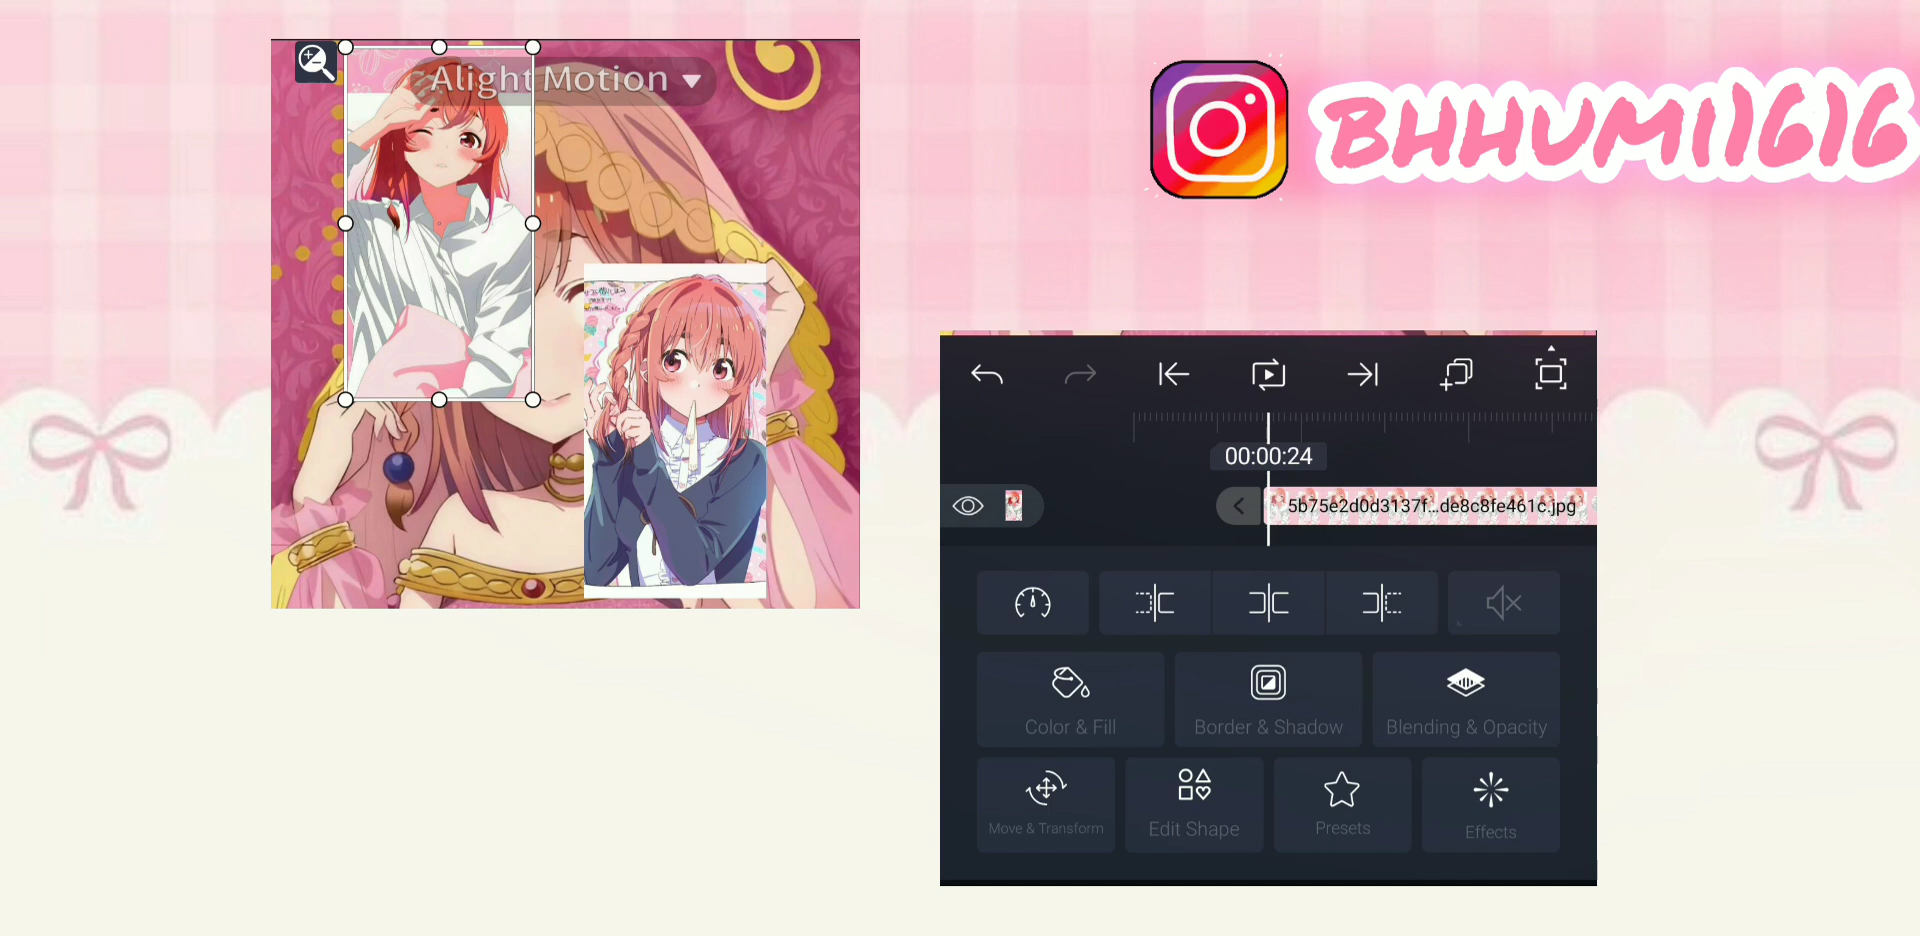 Alight Motion
BHHUMI1616
00:00:24
5b75e2d0d3137f...de8c8fe461c.jpg
Color & Fill
Border & Shadow
Blending & Opacity
Move & Transform
Edit Shape
Presets
Effects